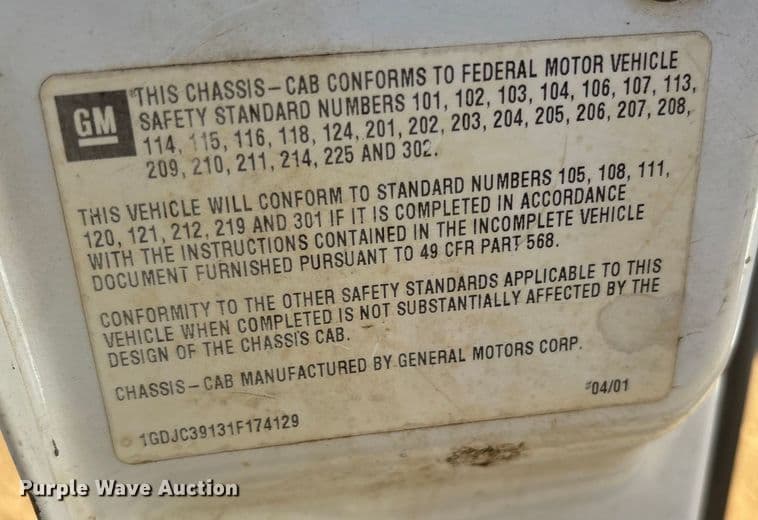 GM
*THIS CHASSIS-CAB CONFORMS TO FEDERAL MOTOR VEHICLE
SAFETY STANDARD NUMBERS 101, 102, 103, 104, 106, 107, 113,
114, 115, 116, 118, 124, 201, 202, 203, 204, 205, 206, 207, 208,
209, 210, 211, 214, 225 AND 302.
THIS VEHICLE WILL CONFORM TO STANDARD NUMBERS 105, 108, 111,
120, 121, 212, 219 AND 301 IF IT IS COMPLETED IN ACCORDANCE
WITH THE INSTRUCTIONS CONTAINED IN THE INCOMPLETE VEHICLE
DOCUMENT FURNISHED PURSUANT TO 49 CFR PART 568.
CONFORMITY TO THE OTHER SAFETY STANDARDS APPLICABLE TO THIS
VEHICLE WHEN COMPLETED IS NOT SUBSTANTIALLY AFFECTED BY THE
DESIGN OF THE CHASSIS CAB.
CHASSIS-CAB MANUFACTURED BY GENERAL MOTORS CORP.
*04/01
1GDJC39131F174129
Purple Wave Auction